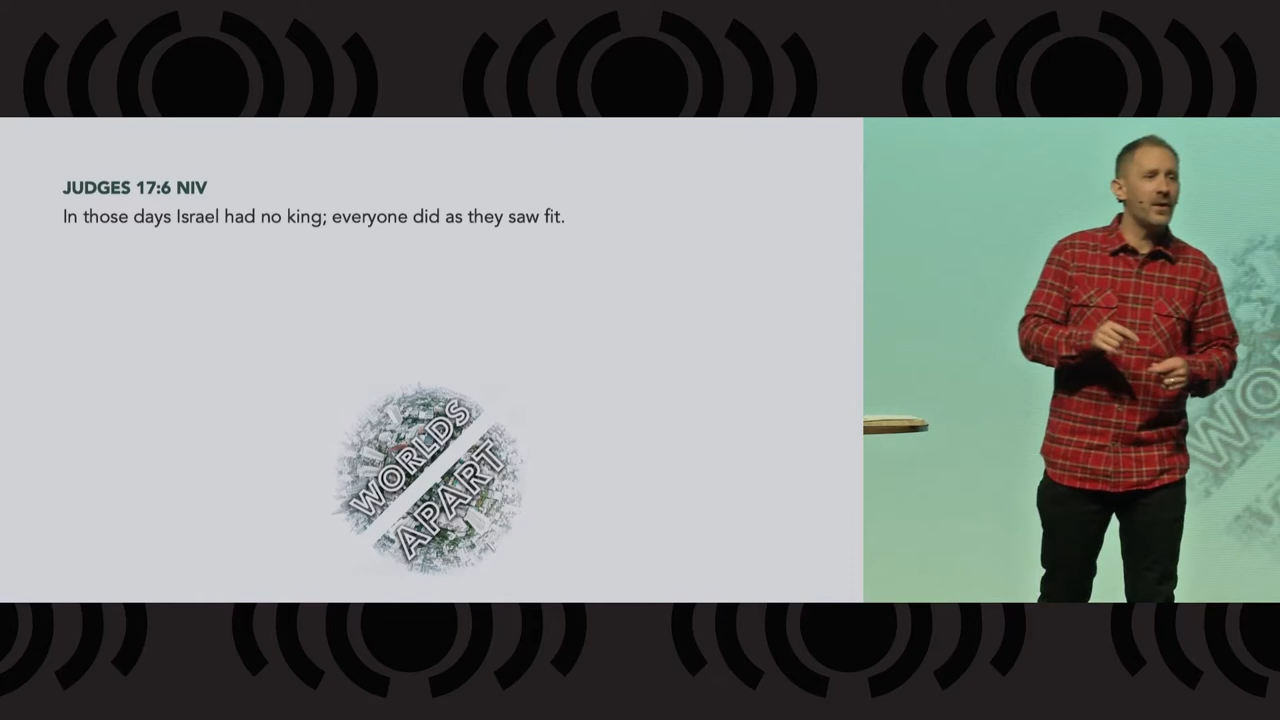 JUDGES 17:6 NIV
In those days Israel had no king; everyone did as they saw fit.
WORLDS
APART
WO